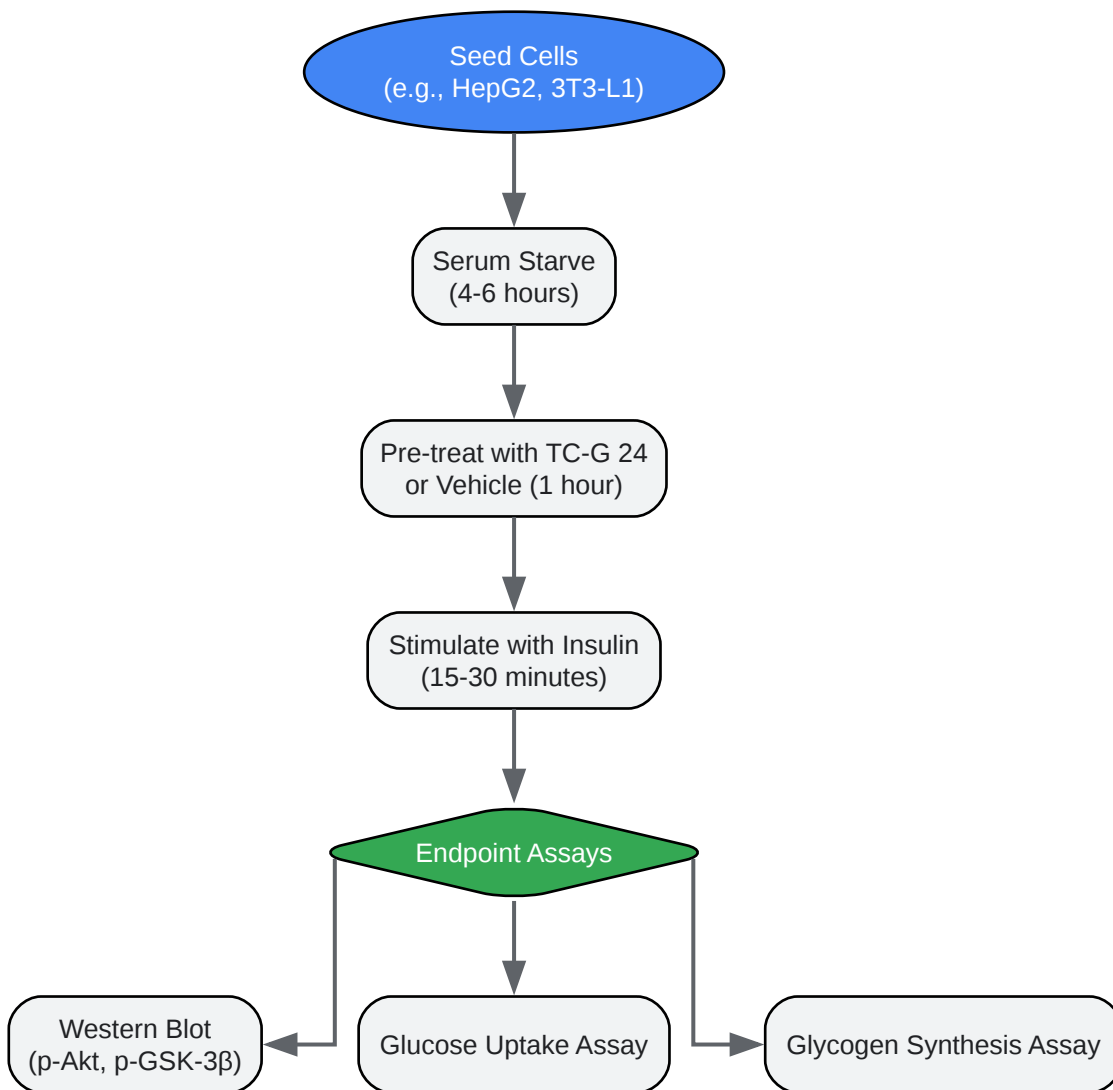 Seed Cells
(e.g., HepG2, 3T3-L1)
Serum Starve
(4-6 hours)
Pre-treat with TC-G 24
or Vehicle (1 hour)
Stimulate with Insulin
(15-30 minutes)
Endpoint Assays
Western Blot
(p-Akt, p-GSK-3β)
Glucose Uptake Assay
Glycogen Synthesis Assay